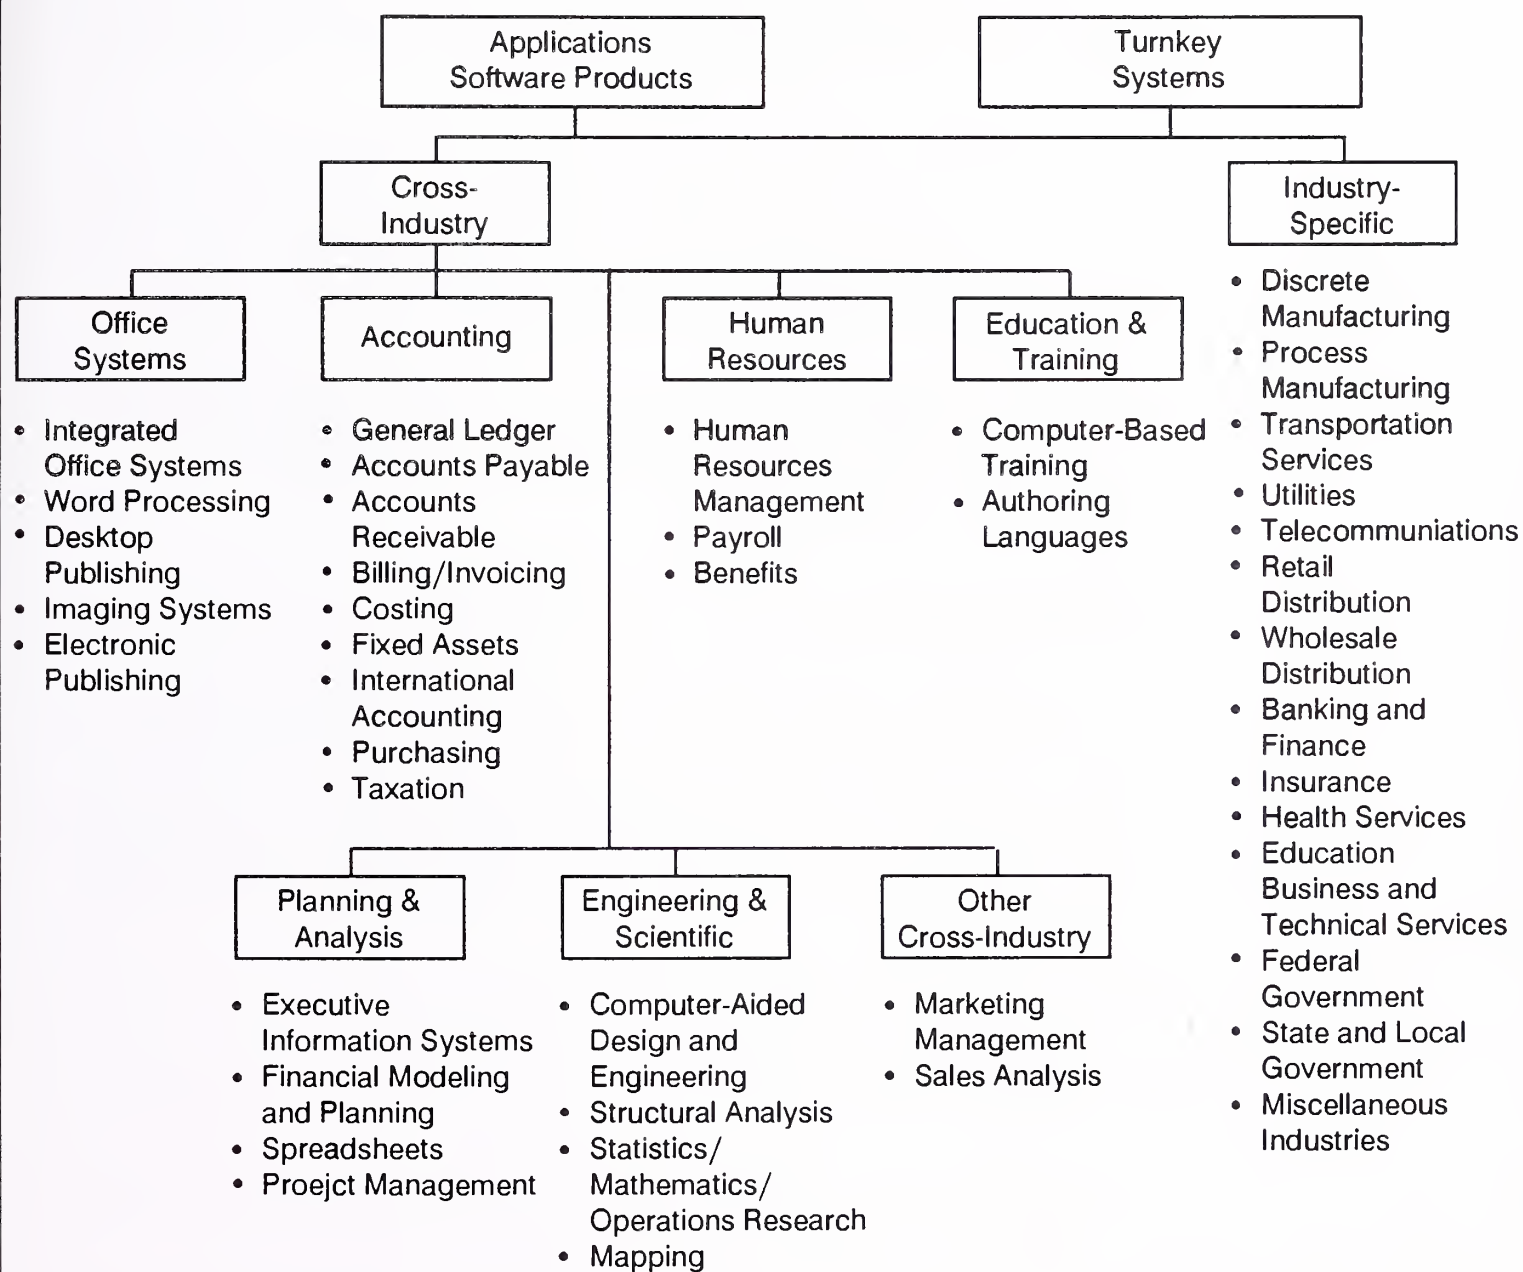 Applications
Software Products
Turnkey
Systems
Cross-
Industry
Industry-
Specific
Office
Systems
• Integrated
Office Systems
• Word Processing
• Desktop
Publishing
• Imaging Systems
• Electronic
Publishing
Accounting
• General Ledger
• Accounts Payable
• Accounts
Receivable
• Billing/Invoicing
• Costing
• Fixed Assets
• International
Accounting
• Purchasing
• Taxation
Human
Resources
• Human
Resources
Management
• Payroll
• Benefits
Education &
Training
• Computer-Based
Training
• Authoring
Languages
• Discrete
Manufacturing
• Process
Manufacturing
• Transportation
Services
• Utilities
• Telecommuniations
• Retail
Distribution
• Wholesale
Distribution
• Banking and
Finance
• Insurance
• Health Services
• Education
Business and
Technical Services
• Federal
Government
• State and Local
Government
• Miscellaneous
Industries
Planning &
Analysis
• Executive
Information Systems
• Financial Modeling
and Planning
• Spreadsheets
• Proejct Management
Engineering &
Scientific
• Computer-Aided
Design and
Engineering
• Structural Analysis
• Statistics/
Mathematics/
Operations Research
• Mapping
Other
Cross-Industry
• Marketing
Management
• Sales Analysis